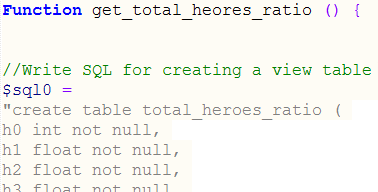 Function get_total_heores_ratio () {
//Write SQL for creating a view table
$sql0 =
"create table total_heroes_ratio (
h0 int not null,
h1 float not null,
h2 float not null,
h3 float not null,